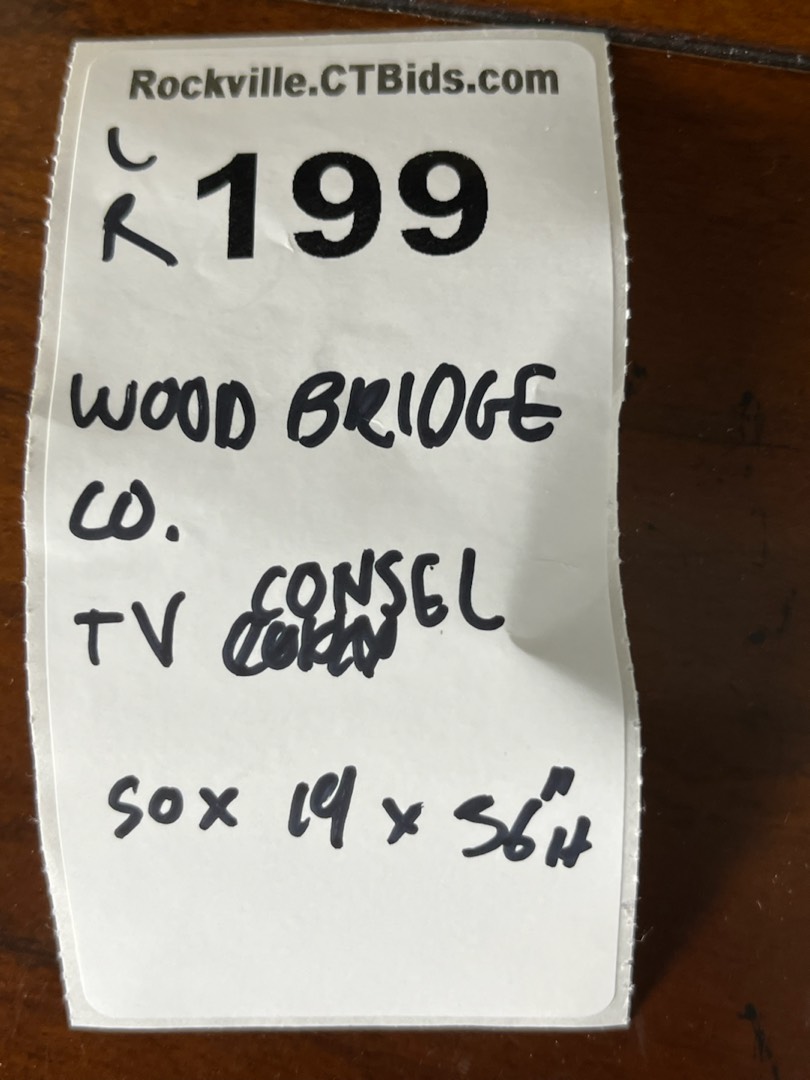 Rockville.CTBids.com
L
R 199
WOOD BRIDGE
CO.
TV CONSEL
50 x 19 x 56" H